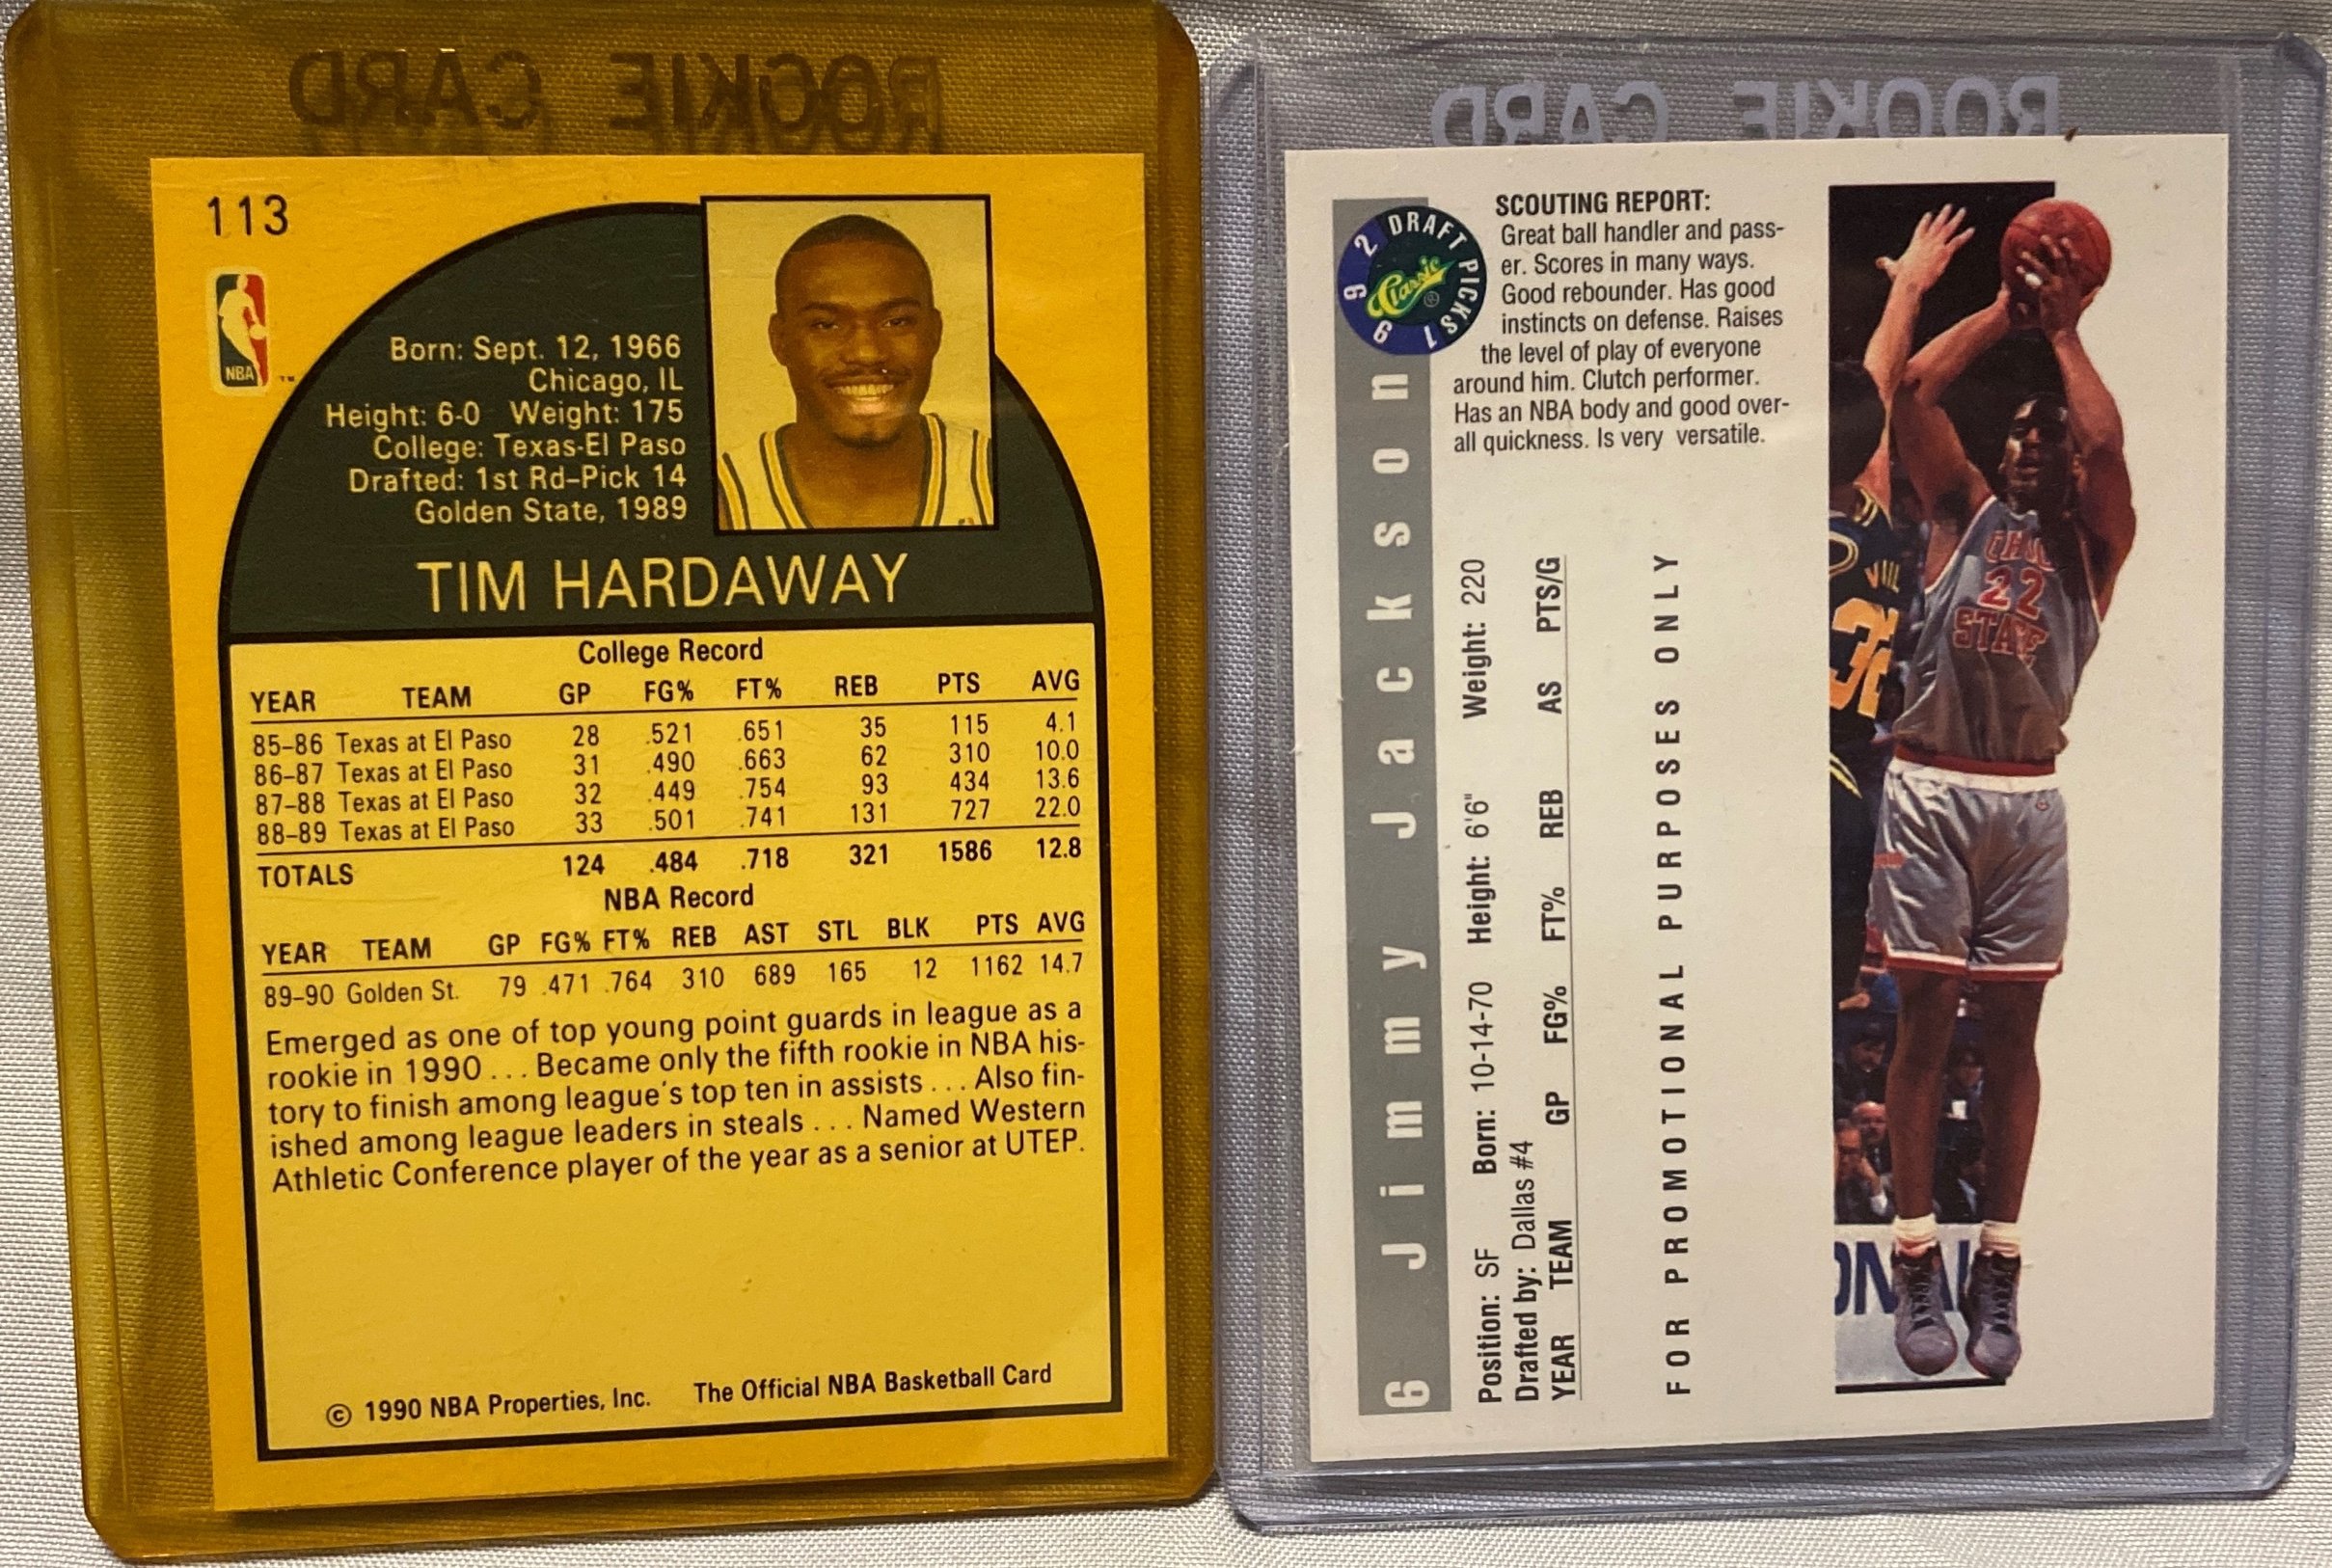 ROOKIE CARD
113
NBA
TM
Born: Sept. 12, 1966
Chicago, IL
Height: 6-0 Weight: 175
College: Texas-El Paso
Drafted: 1st Rd-Pick 14
Golden State, 1989
TIM HARDAWAY
College Record
YEAR TEAM GP FG% FT% REB PTS AVG
85-86 Texas at El Paso 28 .521 .651 35 115 4.1
86-87 Texas at El Paso 31 .490 .663 62 310 10.0
87-88 Texas at El Paso 32 .449 .754 93 434 13.6
88-89 Texas at El Paso 33 .501 .741 131 727 22.0
TOTALS 124 .484 .718 321 1586 12.8
NBA Record
YEAR TEAM GP FG% FT% REB AST STL BLK PTS AVG
89-90 Golden St. 79 .471 .764 310 689 165 12 1162 14.7
Emerged as one of top young point guards in league as a
rookie in 1990 ... Became only the fifth rookie in NBA his-
tory to finish among league's top ten in assists ... Also fin-
ished among league leaders in steals ... Named Western
Athletic Conference player of the year as a senior at UTEP.
© 1990 NBA Properties, Inc. The Official NBA Basketball Card
ROOKIE CARD
1992 DRAFT PICKS
Classic ®
SCOUTING REPORT:
Great ball handler and pass-
er. Scores in many ways.
Good rebounder. Has good
instincts on defense. Raises
the level of play of everyone
around him. Clutch performer.
Has an NBA body and good over-
all quickness. Is very versatile.
6 Jimmy Jackson
Position: SF Born: 10-14-70 Height: 6'6" Weight: 220
Drafted by: Dallas #4
YEAR TEAM GP FG% FT% REB AS PTS/G
FOR PROMOTIONAL PURPOSES ONLY
OHIO
22
STATE
VIL
32
ONAL